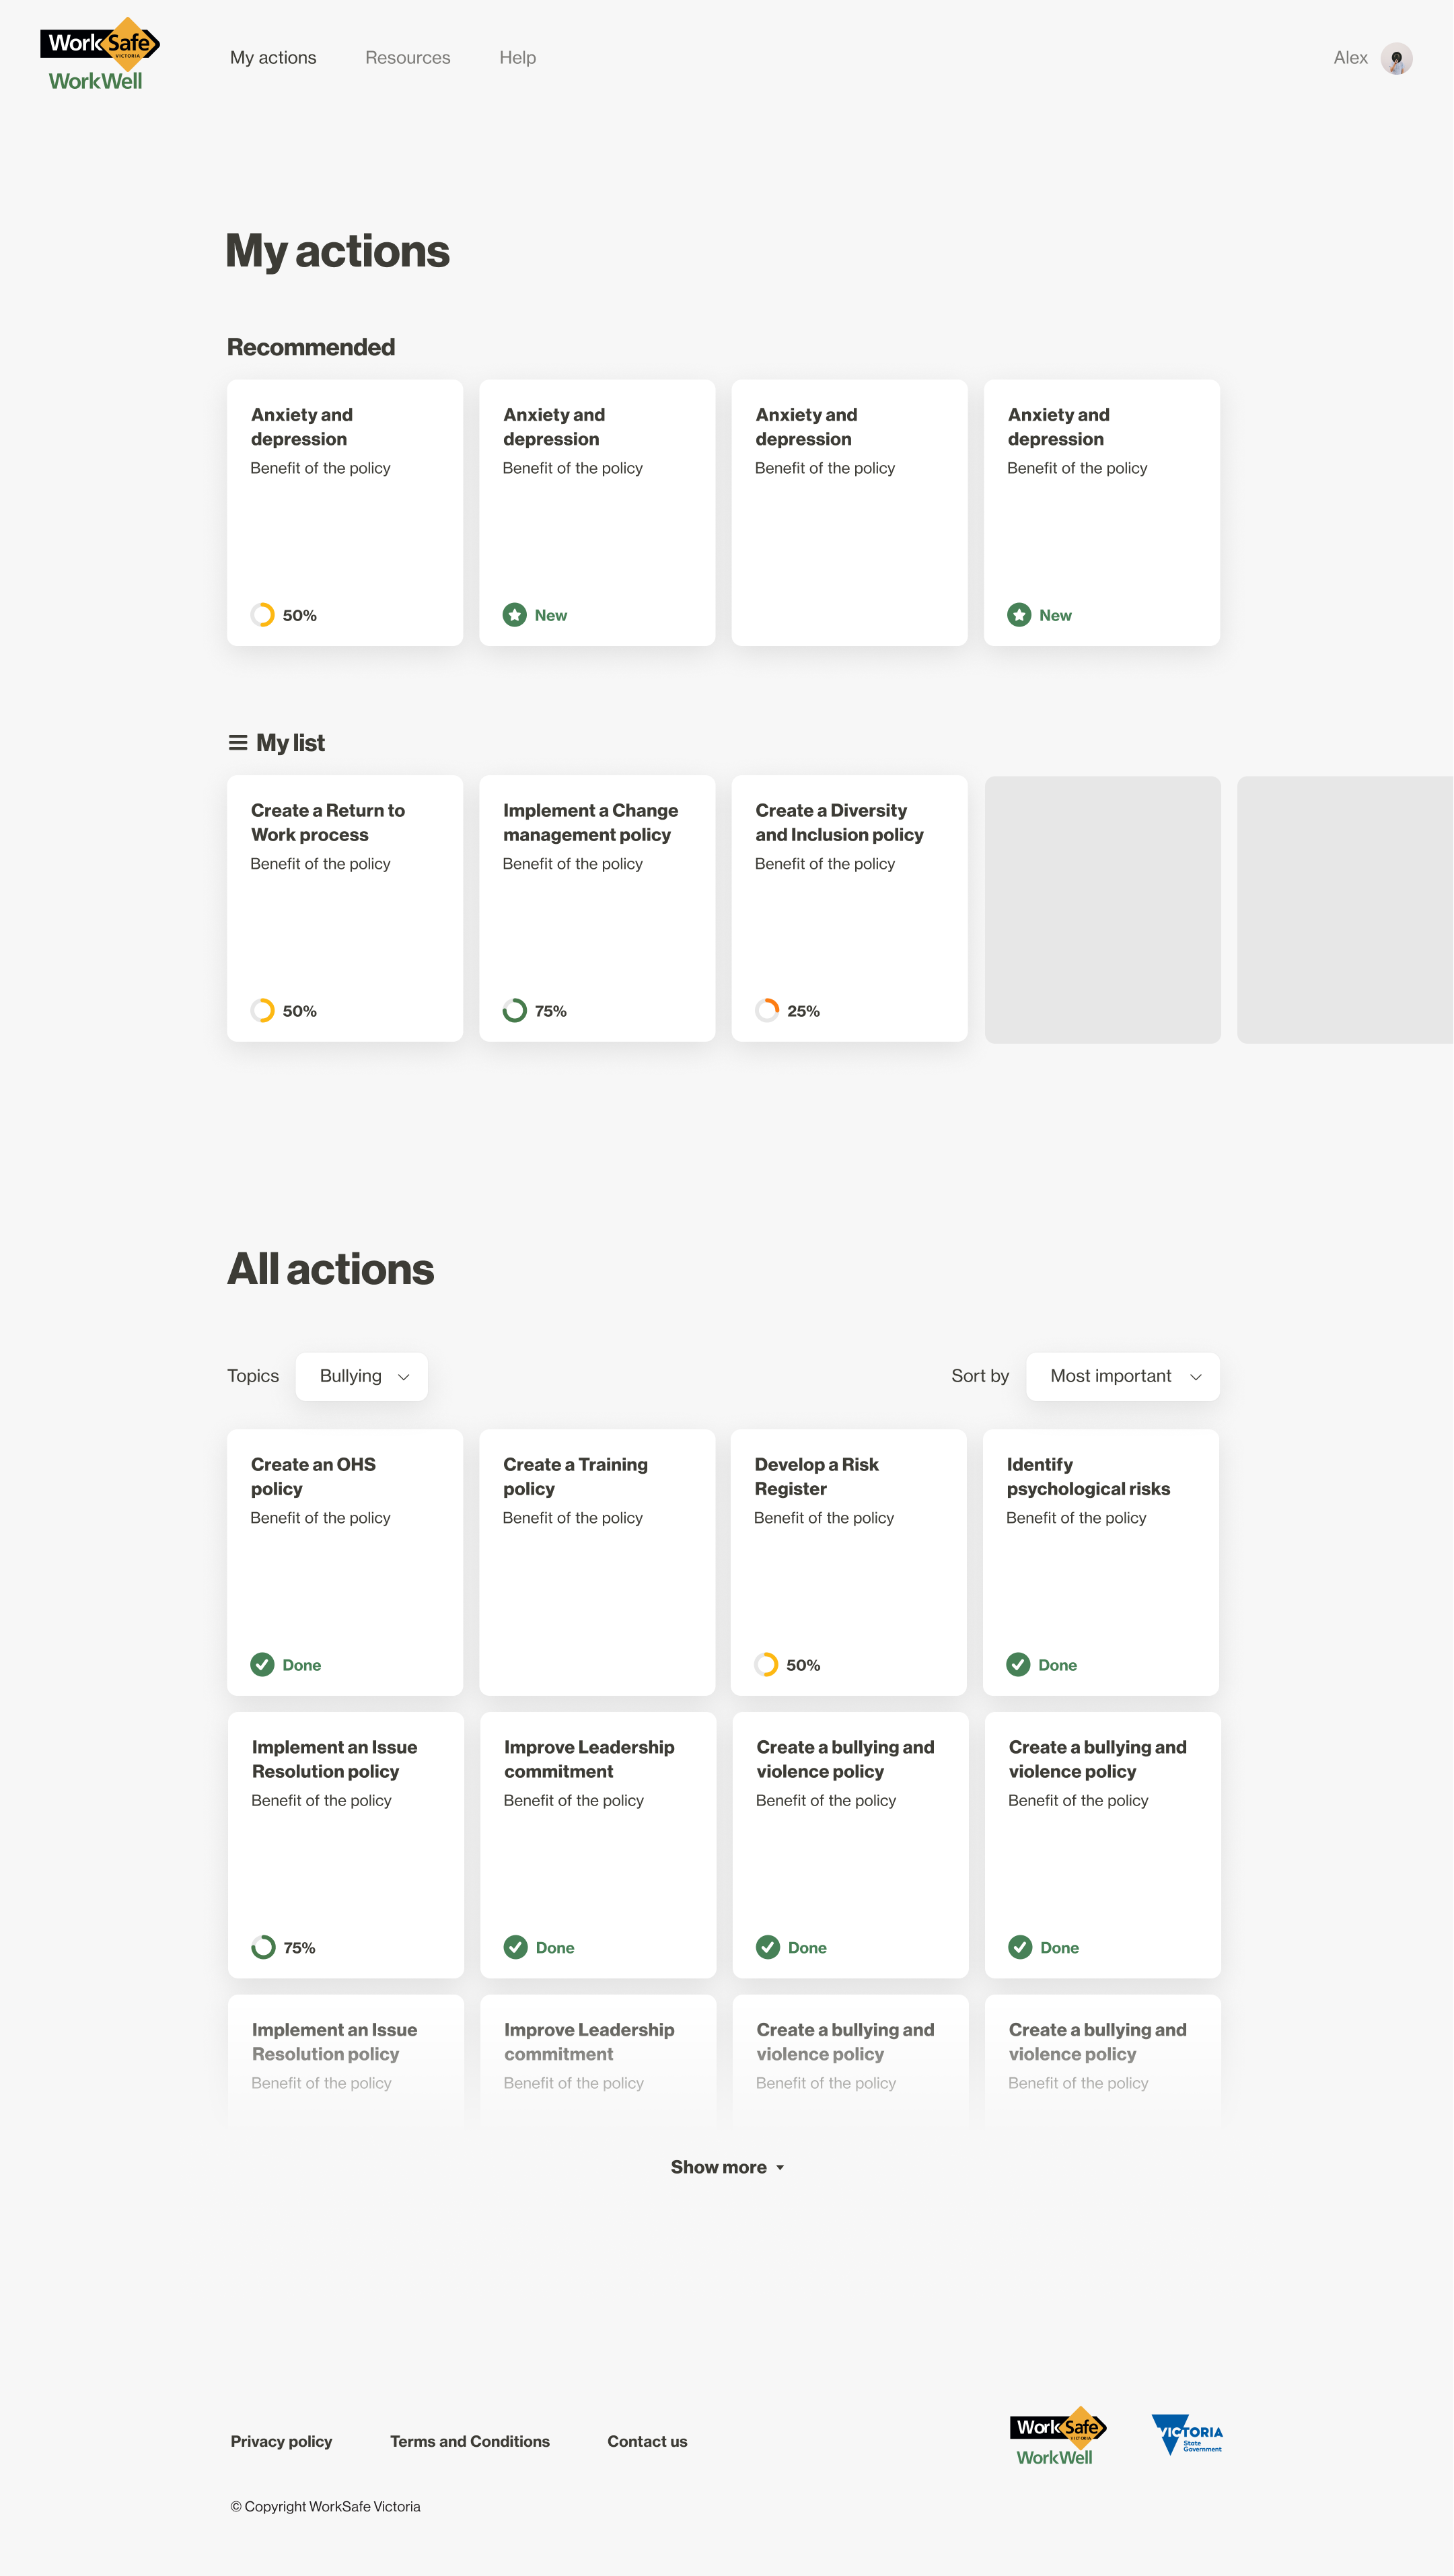 WorkSafe
VICTORIA
WorkWell
My actions Resources Help Alex
My actions
Recommended
Anxiety and
depression
Benefit of the policy
50%
Anxiety and
depression
Benefit of the policy
New
Anxiety and
depression
Benefit of the policy
Anxiety and
depression
Benefit of the policy
New
My list
Create a Return to
Work process
Benefit of the policy
50%
Implement a Change
management policy
Benefit of the policy
75%
Create a Diversity
and Inclusion policy
Benefit of the policy
25%
All actions
Topics Bullying Sort by Most important
Create an OHS
policy
Benefit of the policy
Done
Create a Training
policy
Benefit of the policy
Develop a Risk
Register
Benefit of the policy
50%
Identify
psychological risks
Benefit of the policy
Done
Implement an Issue
Resolution policy
Benefit of the policy
75%
Improve Leadership
commitment
Benefit of the policy
Done
Create a bullying and
violence policy
Benefit of the policy
Done
Create a bullying and
violence policy
Benefit of the policy
Done
Implement an Issue
Resolution policy
Benefit of the policy
Improve Leadership
commitment
Benefit of the policy
Create a bullying and
violence policy
Benefit of the policy
Create a bullying and
violence policy
Benefit of the policy
Show more
Privacy policy Terms and Conditions Contact us
WorkSafe
VICTORIA
WorkWell
VICTORIA
State
Government
© Copyright WorkSafe Victoria